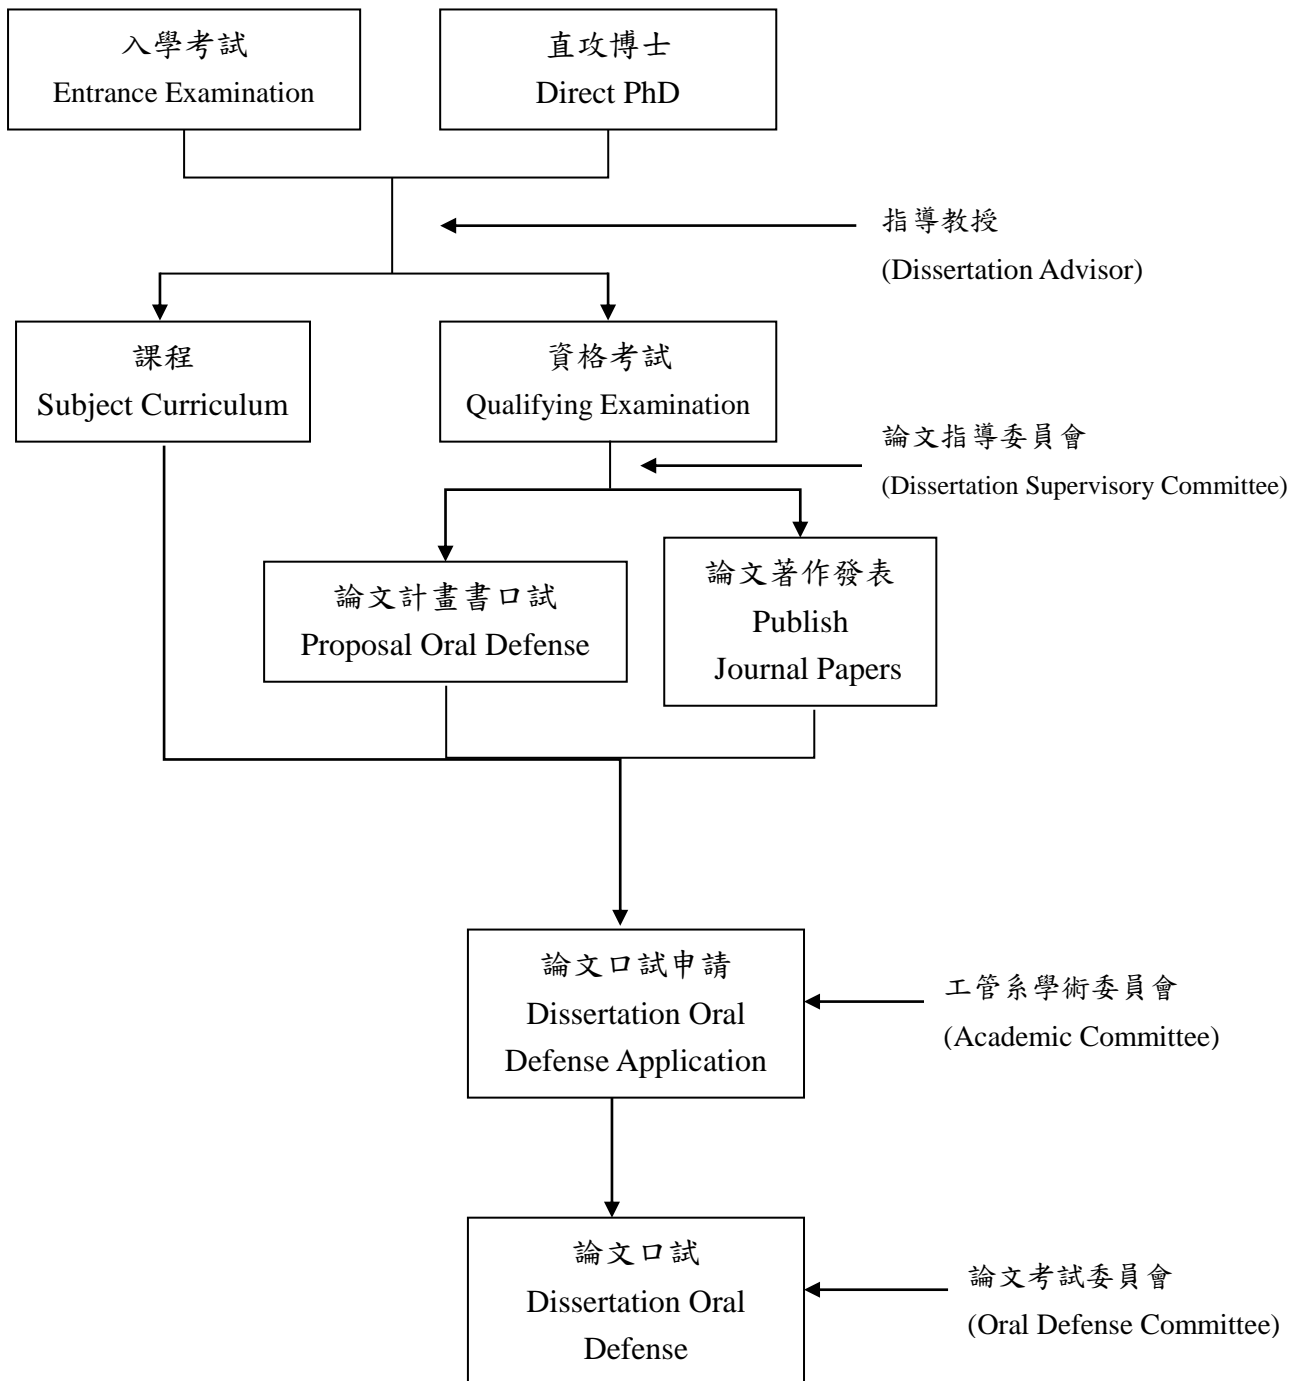 入學考試
Entrance Examination
直攻博士
Direct PhD
指導教授
(Dissertation Advisor)
課程
Subject Curriculum
資格考試
Qualifying Examination
論文指導委員會
(Dissertation Supervisory Committee)
論文計畫書口試
Proposal Oral Defense
論文著作發表
Publish
Journal Papers
論文口試申請
Dissertation Oral
Defense Application
工管系學術委員會
(Academic Committee)
論文口試
Dissertation Oral
Defense
論文考試委員會
(Oral Defense Committee)